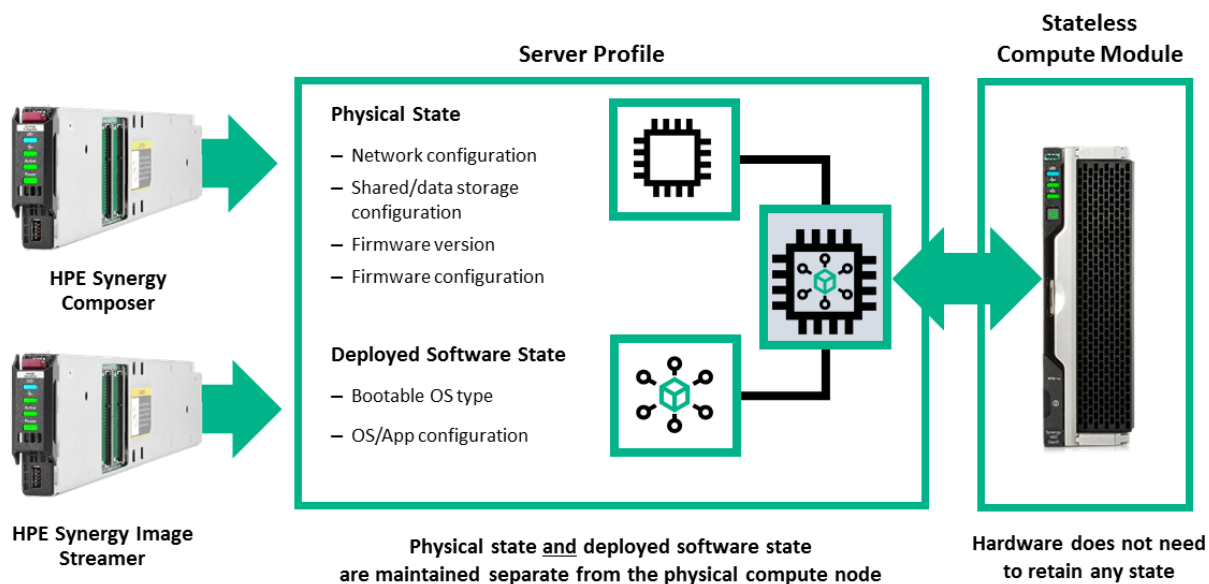 Stateless
Compute Module
Server Profile
Physical State
– Network configuration
– Shared/data storage
configuration
– Firmware version
– Firmware configuration
HPE Synergy
Composer
Deployed Software State
– Bootable OS type
– OS/App configuration
HPE Synergy Image
Streamer
Physical state and deployed software state
are maintained separate from the physical compute node
Hardware does not need
to retain any state